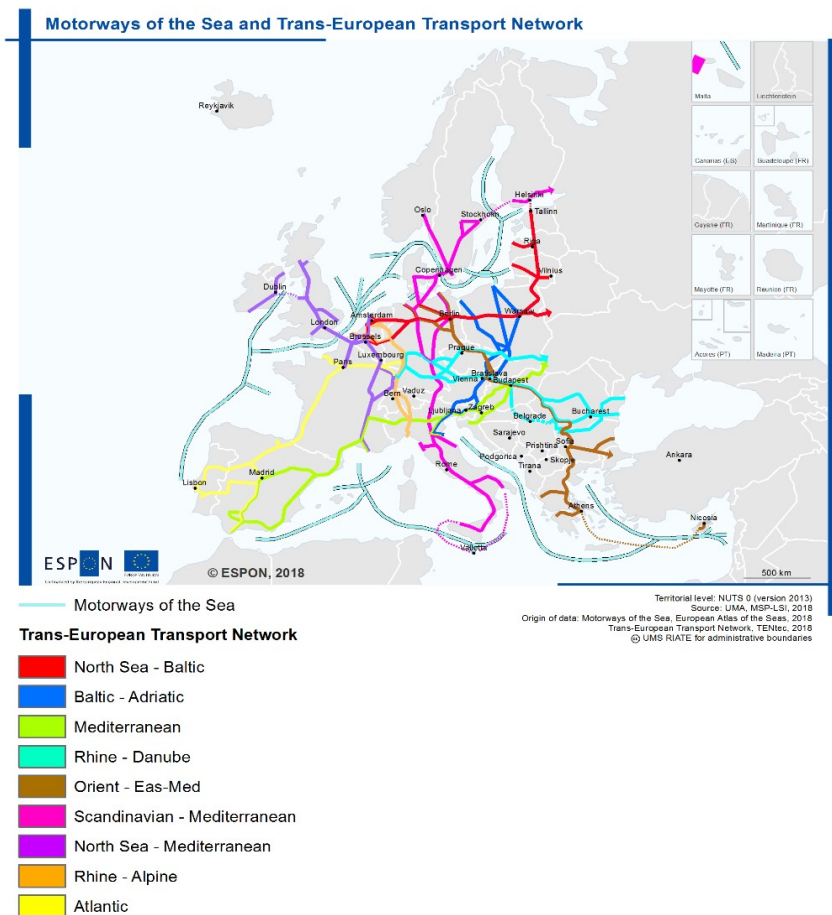 Motorways of the Sea and Trans-European Transport Network
Malta
Liechtenstein
Canarias (ES)
Guadeloupe (FR)
Guyane (FR)
Martinique (FR)
Mayotte (FR)
Reunion (FR)
Acores (PT)
Madeira (PT)
Reykjavik
Helsinki
Oslo
Stockholm
Tallinn
Riga
Copenhagen
Vilnius
Dublin
Amsterdam
Berlin
Warsaw
London
Brussels
Luxembourg
Prague
Paris
Bratislava
Vienna
Budapest
Bern
Vaduz
Ljubljana
Zagreb
Belgrade
Bucharest
Sarajevo
Prishtina
Sofia
Podgorica
Skopje
Tirana
Rome
Ankara
Madrid
Lisbon
Athens
Nicosia
Valletta
ESPON
© ESPON, 2018
500 km
Territorial level: NUTS 0 (version 2013)
Source: UMA, MSP-LSI, 2018
Origin of data: Motorways of the Sea, European Atlas of the Seas, 2018
Trans-European Transport Network, TENtec, 2018
UMS RIATE for administrative boundaries
Motorways of the Sea
Trans-European Transport Network
North Sea - Baltic
Baltic - Adriatic
Mediterranean
Rhine - Danube
Orient - Eas-Med
Scandinavian - Mediterranean
North Sea - Mediterranean
Rhine - Alpine
Atlantic